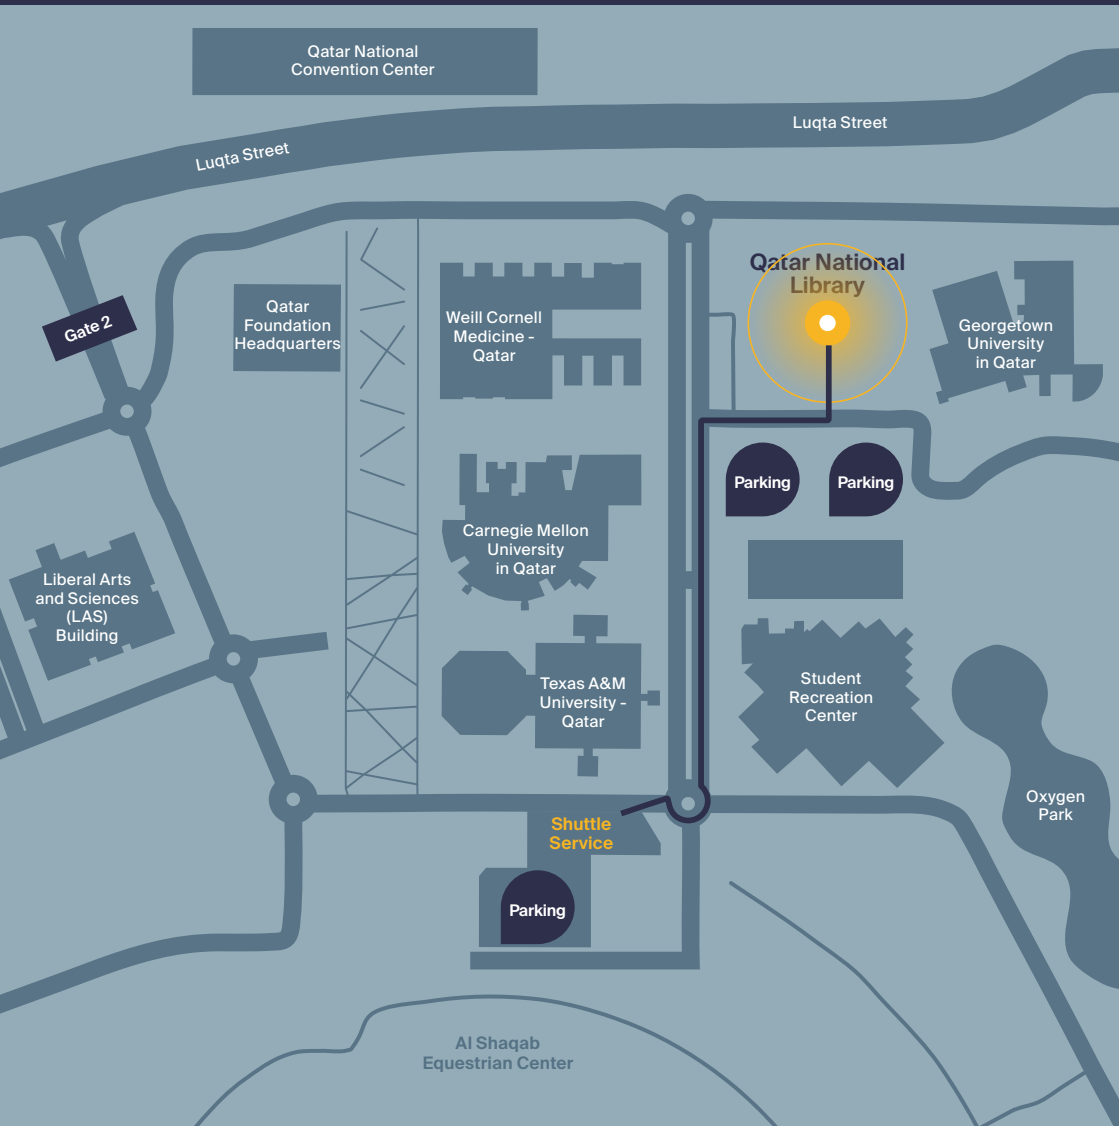 Qatar National
Convention Center
Luqta Street
Luqta Street
Qatar National
Library
Gate 2
Qatar
Foundation
Headquarters
Weill Cornell
Medicine -
Qatar
Georgetown
University
in Qatar
Parking
Parking
Carnegie Mellon
University
in Qatar
Liberal Arts
and Sciences
(LAS)
Building
Texas A&M
University -
Qatar
Student
Recreation
Center
Oxygen
Park
Shuttle
Service
Parking
Al Shaqab
Equestrian Center